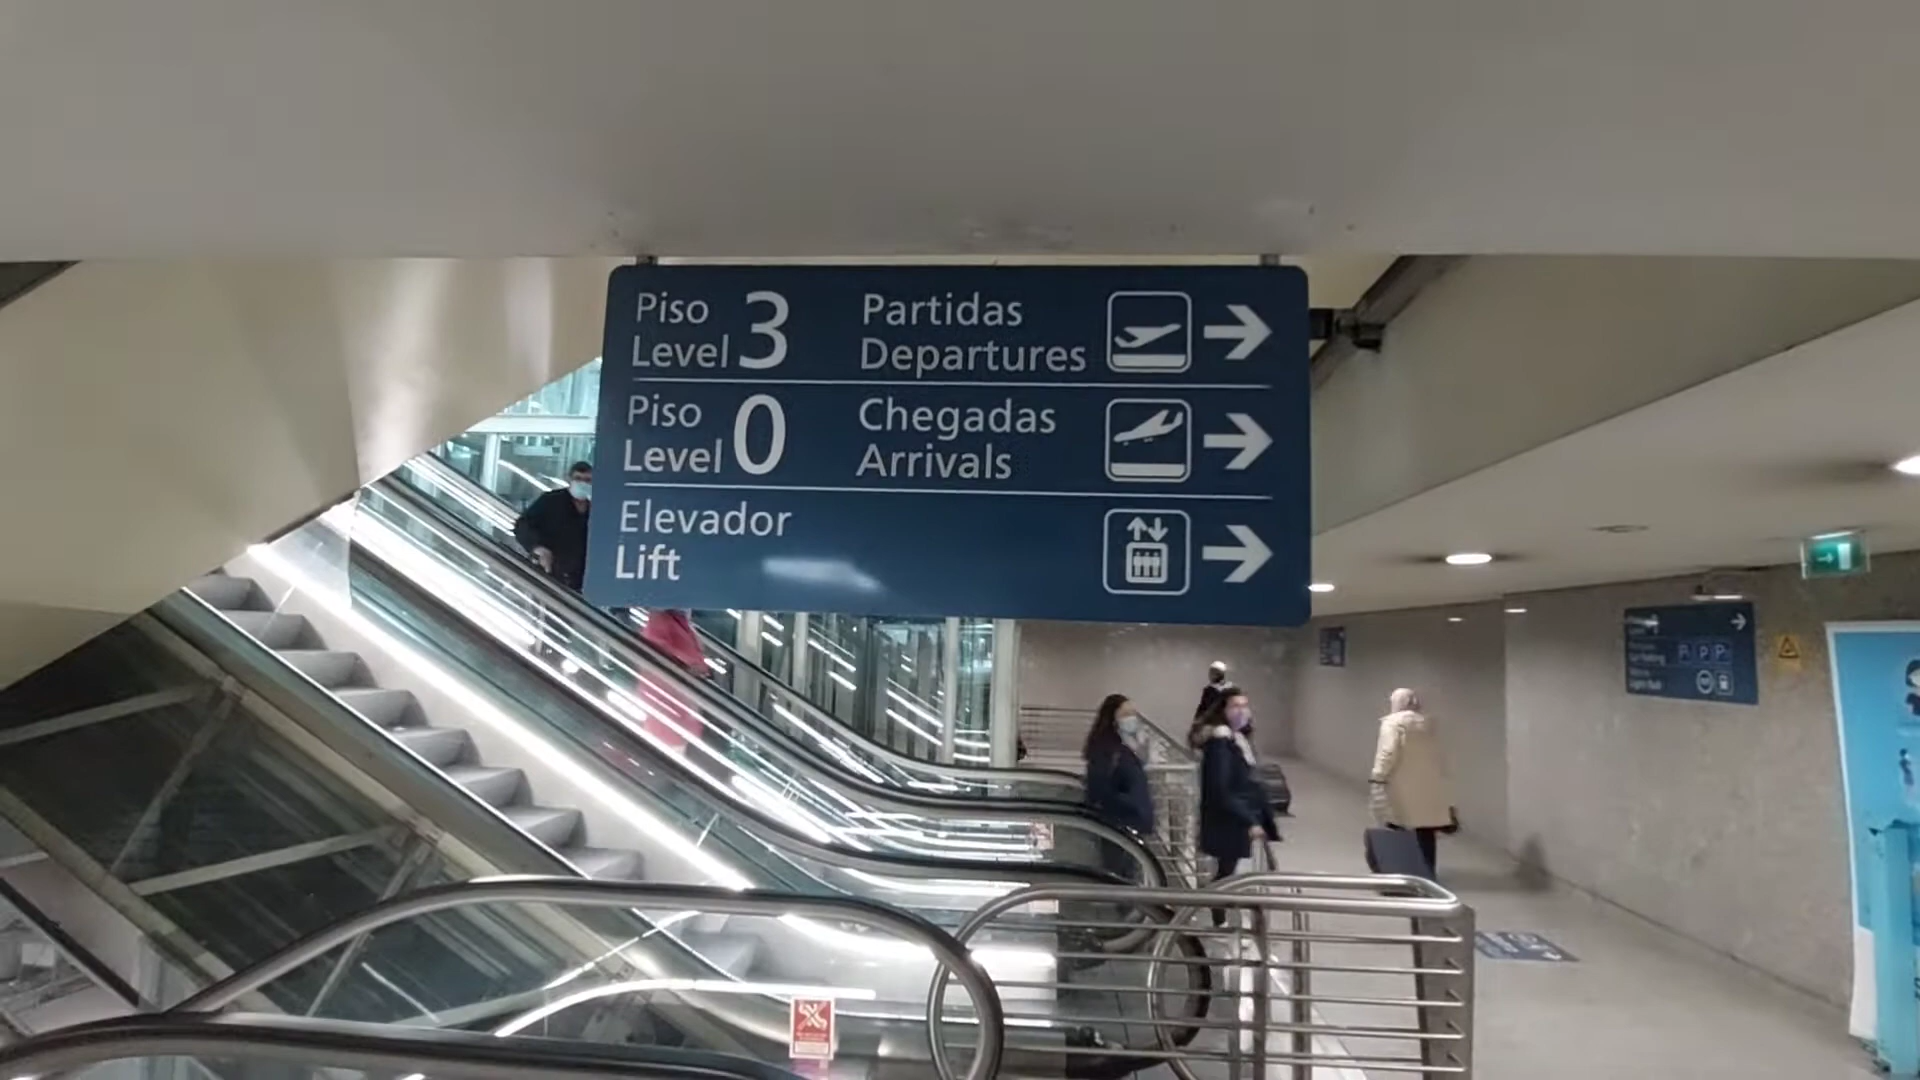 Piso
Level 3
Partidas
Departures
Piso
Level 0
Chegadas
Arrivals
Elevador
Lift
P P